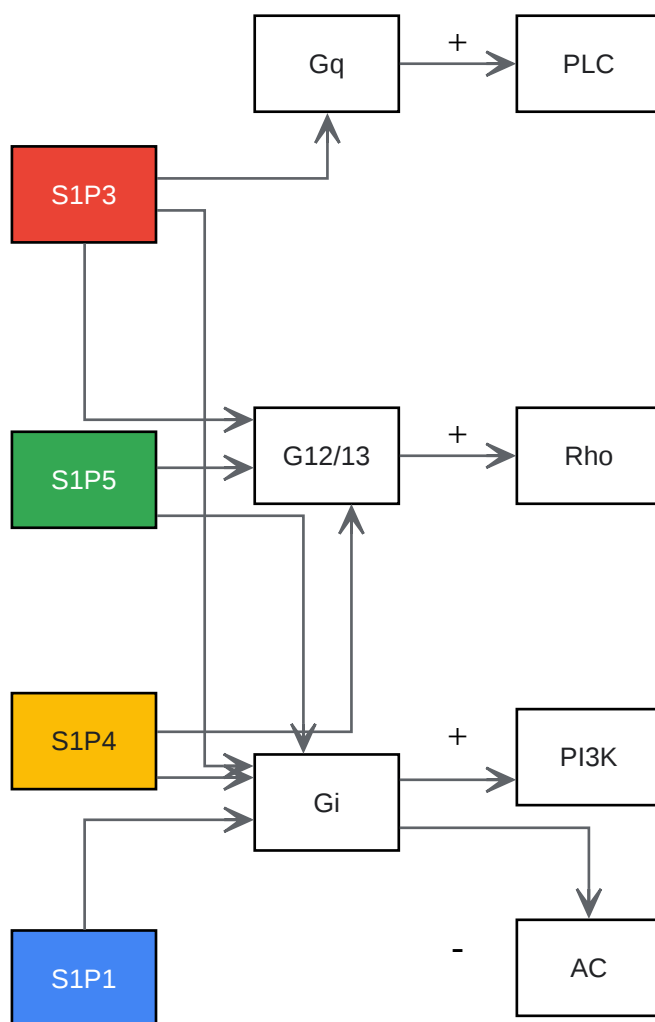 Gq
+
PLC
S1P3
S1P5
G12/13
+
Rho
S1P4
+
PI3K
Gi
S1P1
-
AC